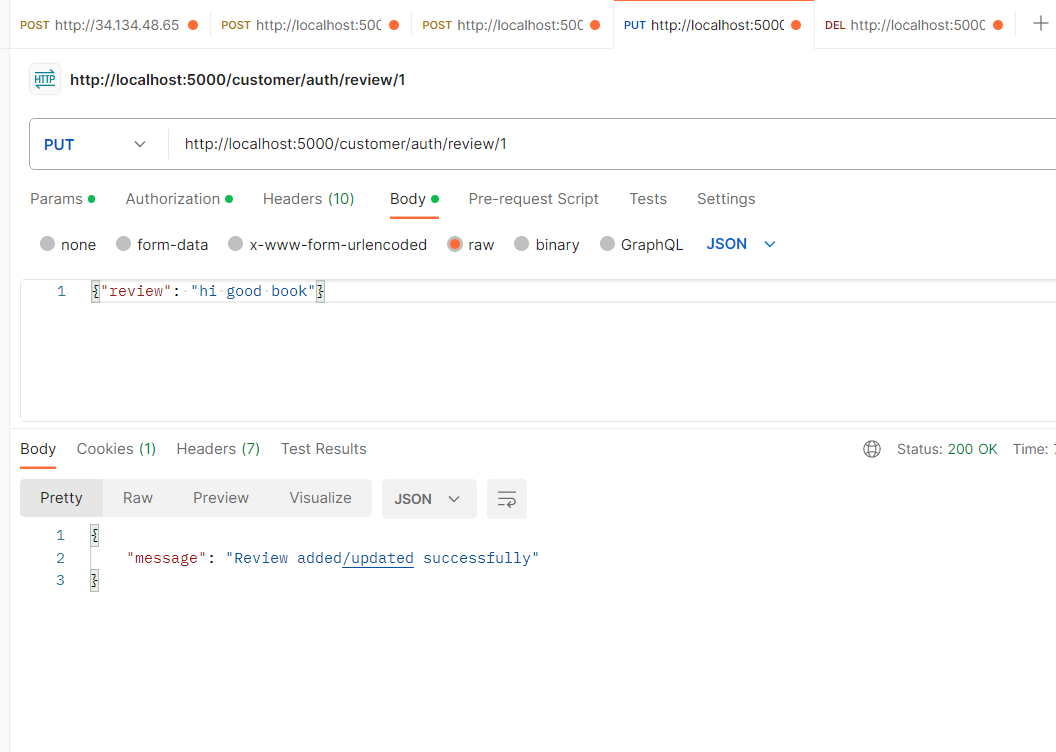 POST http://34.134.48.65 POST http://localhost:50( POST http://localhost:50( PUT http://localhost:500( DEL http://localhost:500(
HTTP http://localhost:5000/customer/auth/review/1
PUT http://localhost:5000/customer/auth/review/1
Params Authorization Headers (10) Body Pre-request Script Tests Settings
none form-data x-www-form-urlencoded raw binary GraphQL JSON
1 {"review": "hi good book"}
Body Cookies (1) Headers (7) Test Results Status: 200 OK Time:
Pretty Raw Preview Visualize JSON
1 {
2 "message": "Review added/updated successfully"
3 }